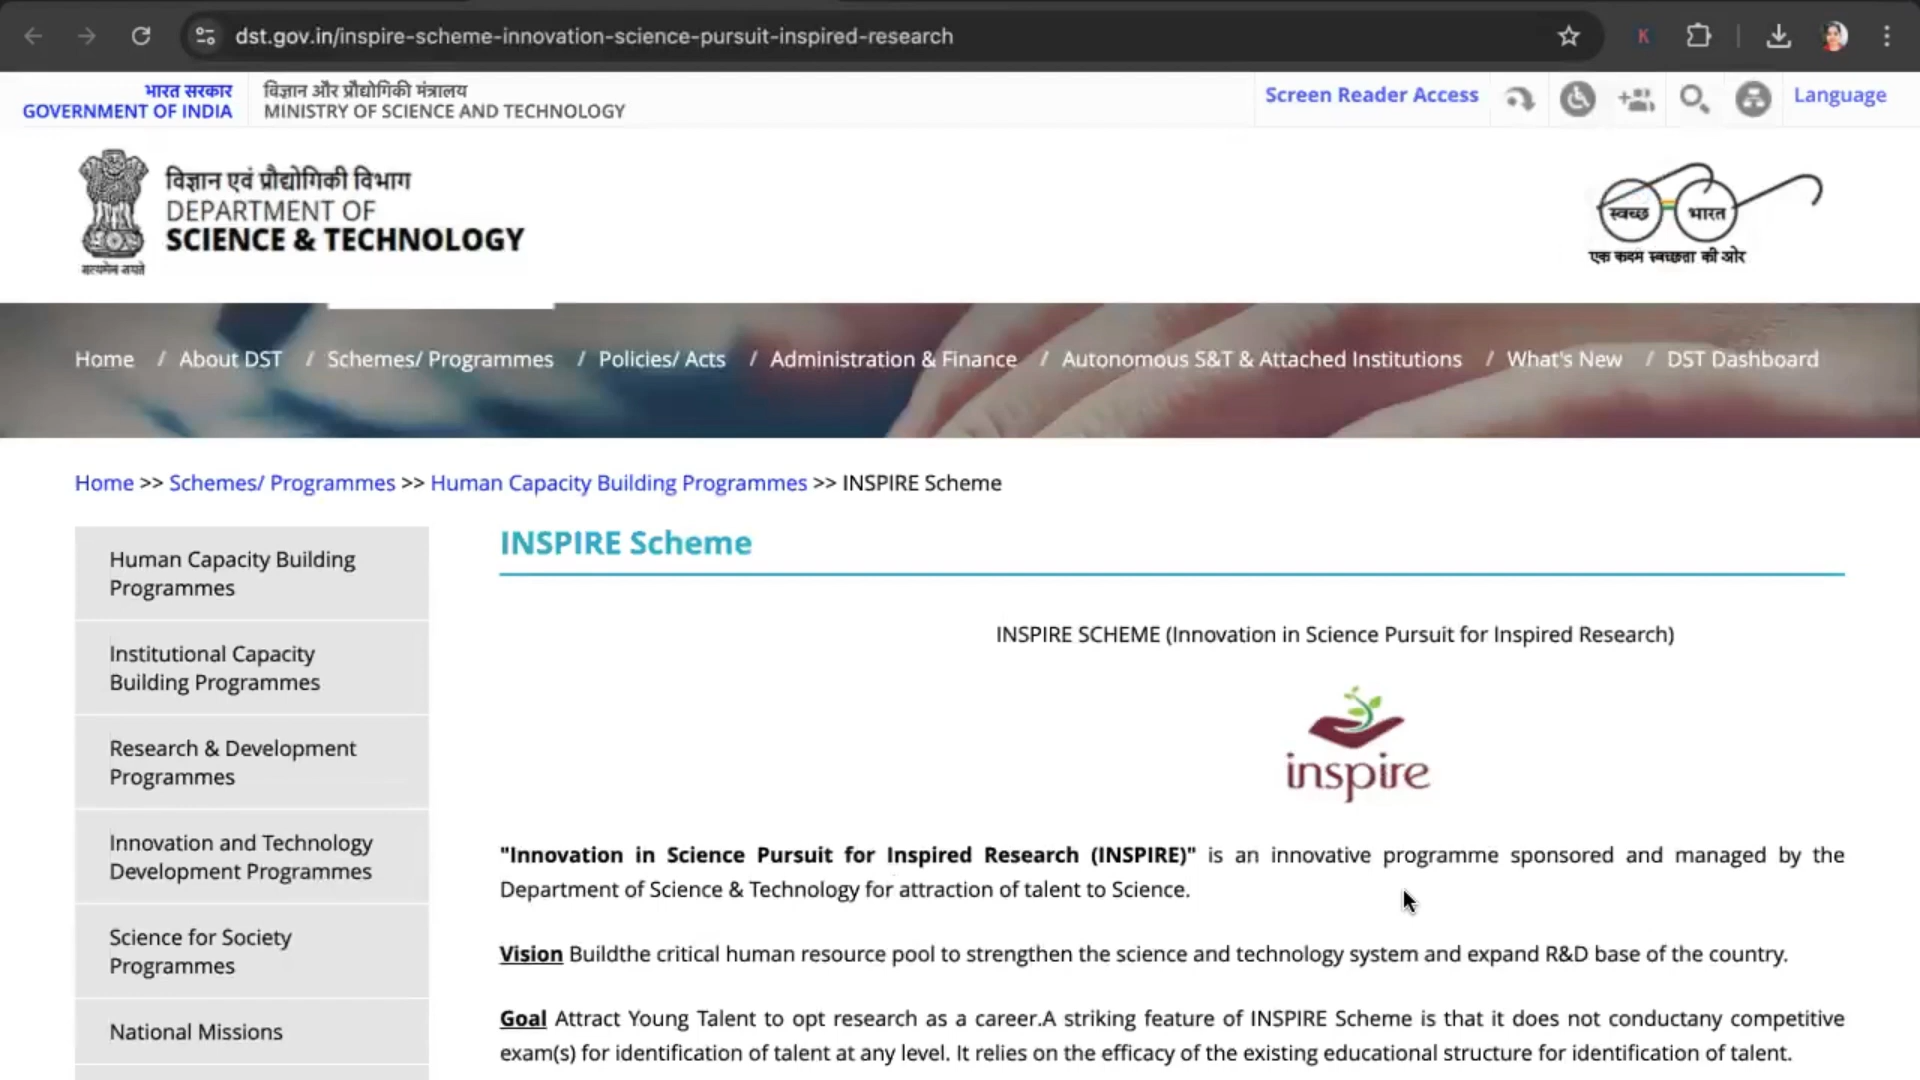 dst.gov.in/inspire-scheme-innovation-science-pursuit-inspired-research
K
भारत सरकार
GOVERNMENT OF INDIA
विज्ञान और प्रौद्योगिकी मंत्रालय
MINISTRY OF SCIENCE AND TECHNOLOGY
Screen Reader Access
Language
विज्ञान एवं प्रौद्योगिकी विभाग
DEPARTMENT OF
SCIENCE & TECHNOLOGY
सत्यमेव जयते
स्वच्छ भारत
एक कदम स्वच्छता की ओर
Home / About DST / Schemes/ Programmes / Policies/ Acts / Administration & Finance / Autonomous S&T & Attached Institutions / What's New / DST Dashboard
Home >> Schemes/ Programmes >> Human Capacity Building Programmes >> INSPIRE Scheme
Human Capacity Building
Programmes
Institutional Capacity
Building Programmes
Research & Development
Programmes
Innovation and Technology
Development Programmes
Science for Society
Programmes
National Missions
INSPIRE Scheme
INSPIRE SCHEME (Innovation in Science Pursuit for Inspired Research)
inspire
"Innovation in Science Pursuit for Inspired Research (INSPIRE)" is an innovative programme sponsored and managed by the
Department of Science & Technology for attraction of talent to Science.
Vision Buildthe critical human resource pool to strengthen the science and technology system and expand R&D base of the country.
Goal Attract Young Talent to opt research as a career.A striking feature of INSPIRE Scheme is that it does not conductany competitive
exam(s) for identification of talent at any level. It relies on the efficacy of the existing educational structure for identification of talent.